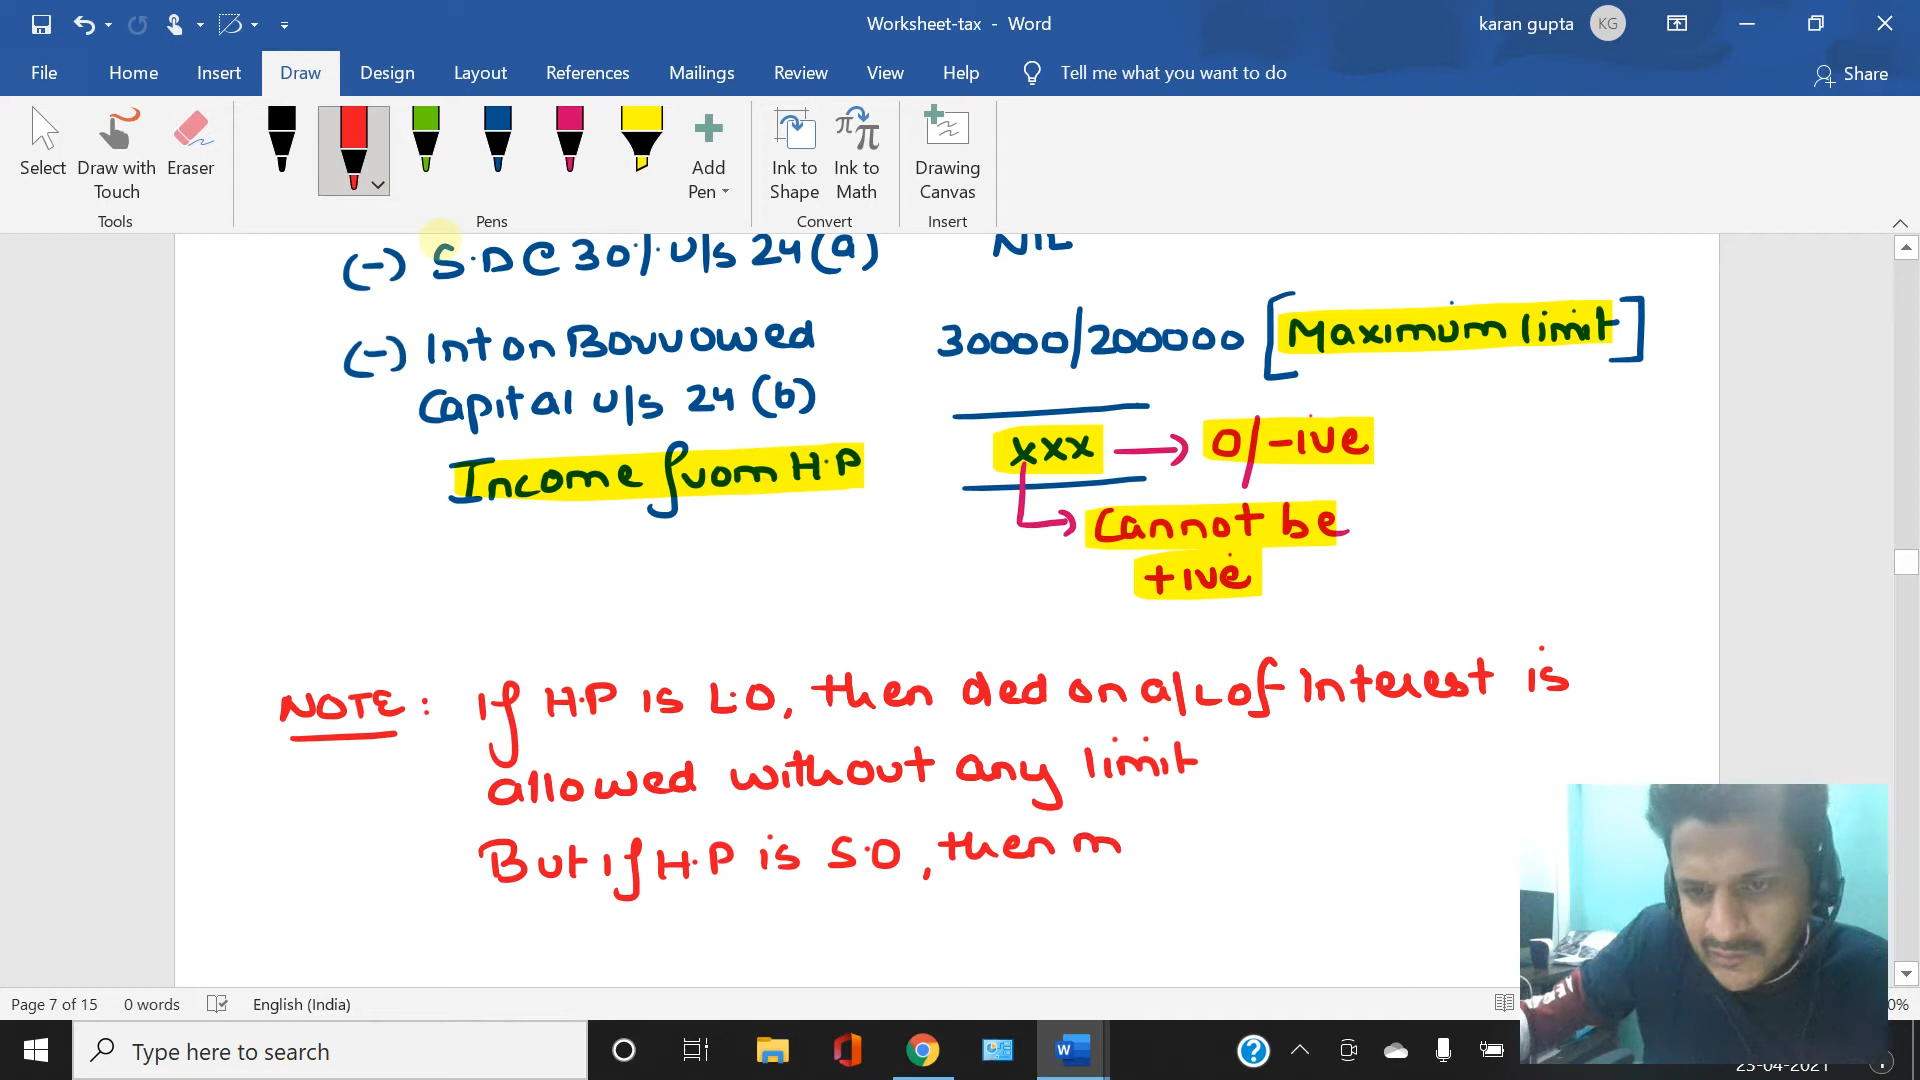 Worksheet-tax - Word
karan gupta KG
File Home Insert Draw Design Layout References Mailings Review View Help Tell me what you want to do Share
Select Draw with Touch Eraser Add Pen Ink to Shape Ink to Math Drawing Canvas
Tools Pens Convert Insert
(-) S.D @ 30% U/s 24(a) NIL
(-) Int on Borrowed 30000/200000 [Maximum limit]
Capital U/s 24 (b)
xxx → 0/-ive
Income from H.P
Cannot be
+ive
NOTE: If H.P is L.O, then ded on a/c of Interest is
allowed without any limit
But if H.P is S.O, then m
Page 7 of 15 0 words English (India)
Type here to search